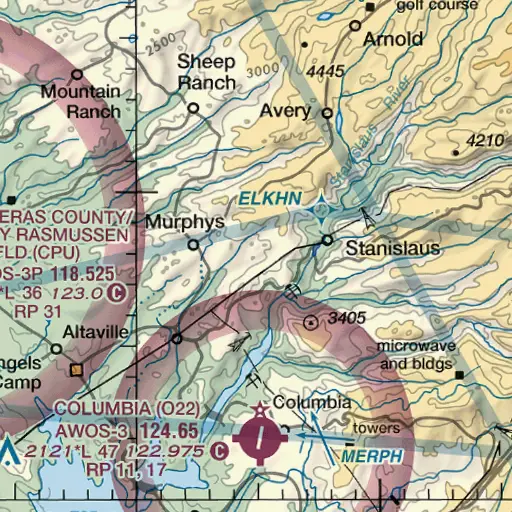 golf course
Arnold
2500
Sheep
Ranch
3000
4445
Mountain
Ranch
Avery
Stanislaus River
4210
ELKHN
ERAS COUNTY/
Y RASMUSSEN
FLD (CPU)
OS-3P 118.525
*L 36 123.0 C
RP 31
Murphys
Stanislaus
Altaville
3405
microwave
and bldgs
ngels
Camp
COLUMBIA (O22)
AWOS-3 124.65
2121 *L 47 122.975 C
RP 11, 17
Columbia
towers
MERPH